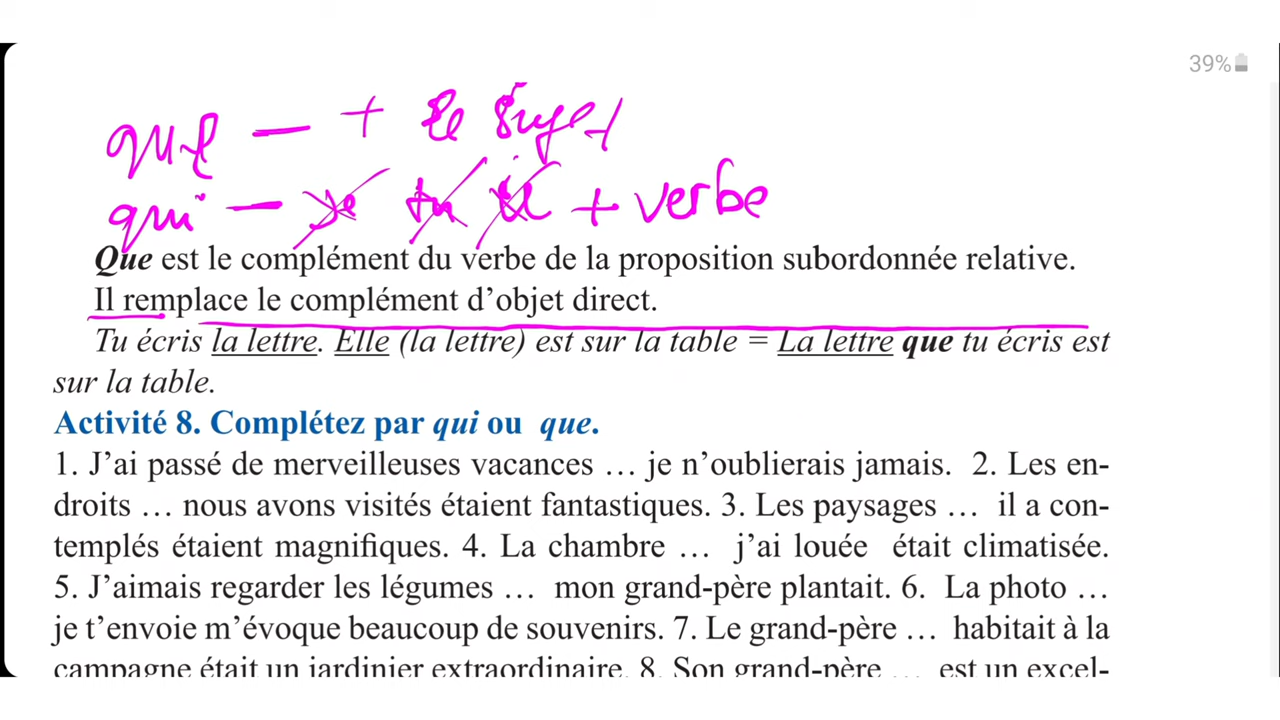 39%
que — + le sujet
qui — je tu il + verbe
Que est le complément du verbe de la proposition subordonnée relative.
Il remplace le complément d’objet direct.
Tu écris la lettre. Elle (la lettre) est sur la table = La lettre que tu écris est
sur la table.
Activité 8. Complétez par qui ou que.
1. J’ai passé de merveilleuses vacances … je n’oublierais jamais. 2. Les en-
droits … nous avons visités étaient fantastiques. 3. Les paysages … il a con-
templés étaient magnifiques. 4. La chambre … j’ai louée était climatisée.
5. J’aimais regarder les légumes … mon grand-père plantait. 6. La photo …
je t’envoie m’évoque beaucoup de souvenirs. 7. Le grand-père … habitait à la
campagne était un jardinier extraordinaire. 8. Son grand-père … est un excel-